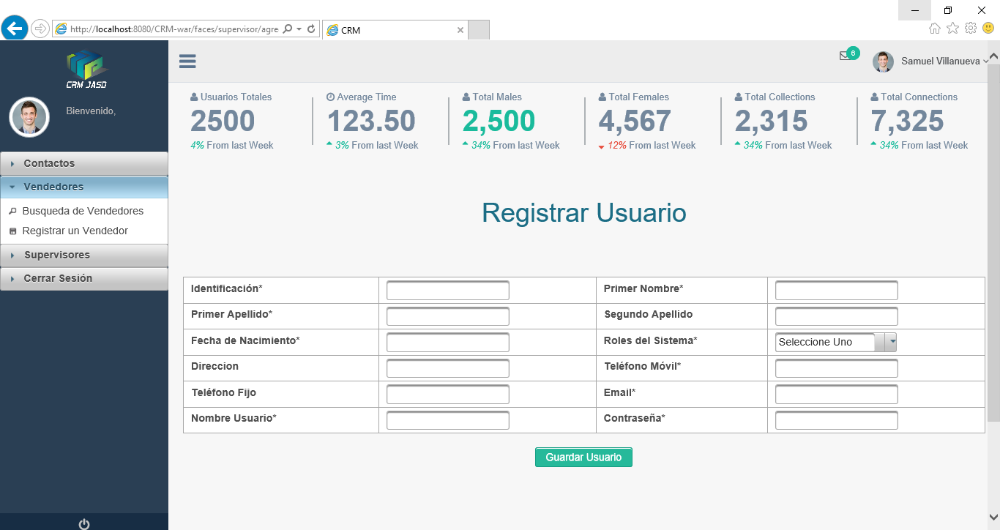 http://localhost:8080/CRM-war/faces/supervisor/agre
CRM
CRM JASD
Bienvenido,
6
Samuel Villanueva
Usuarios Totales
2500
4% From last Week
Average Time
123.50
3% From last Week
Total Males
2,500
34% From last Week
Total Females
4,567
12% From last Week
Total Collections
2,315
34% From last Week
Total Connections
7,325
34% From last Week
Contactos
Vendedores
Busqueda de Vendedores
Registrar un Vendedor
Supervisores
Cerrar Sesión
Registrar Usuario
Identificación*
Primer Nombre*
Primer Apellido*
Segundo Apellido
Fecha de Nacimiento*
Roles del Sistema*
Seleccione Uno
Direccion
Teléfono Móvil*
Teléfono Fijo
Email*
Nombre Usuario*
Contraseña*
Guardar Usuario